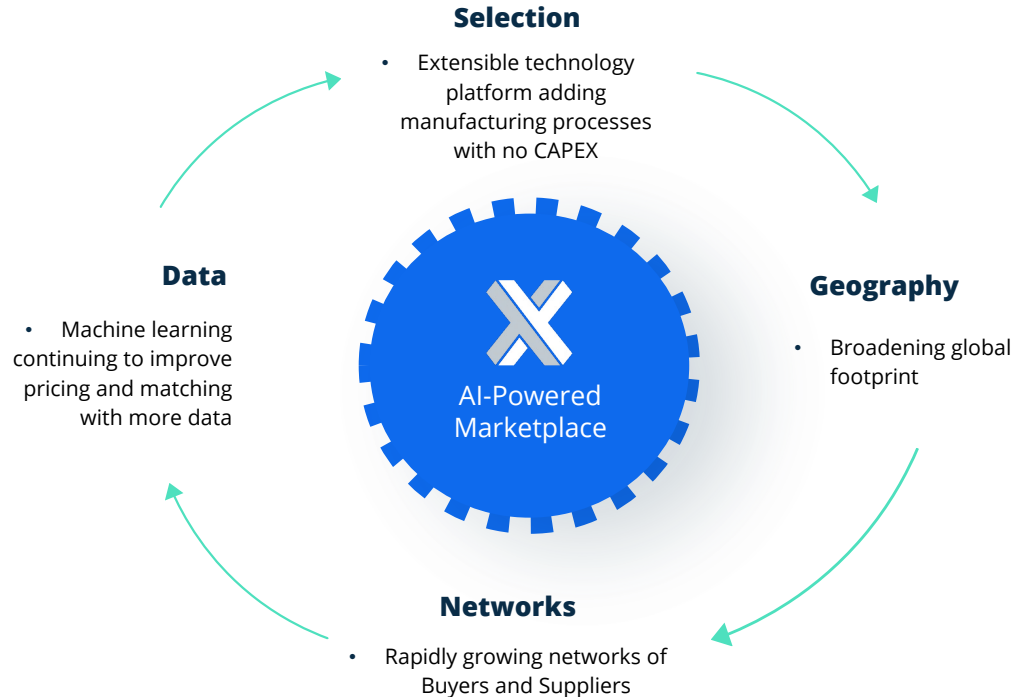 Selection
• Extensible technology
platform adding
manufacturing processes
with no CAPEX
Geography
• Broadening global
footprint
Networks
• Rapidly growing networks of
Buyers and Suppliers
Data
• Machine learning
continuing to improve
pricing and matching
with more data
X
AI-Powered
Marketplace